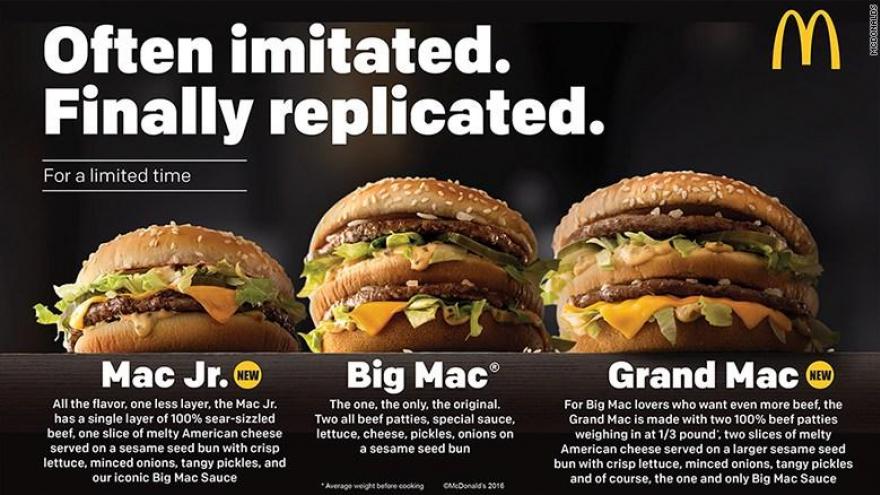 Often imitated.
Finally replicated.
For a limited time
MCDONALDS
Mac Jr. NEW
All the flavor, one less layer, the Mac Jr.
has a single layer of 100% sear-sizzled
beef, one slice of melty American cheese
served on a sesame seed bun with crisp
lettuce, minced onions, tangy pickles, and
our iconic Big Mac Sauce
Big Mac®
The one, the only, the original.
Two all beef patties, special sauce,
lettuce, cheese, pickles, onions on
a sesame seed bun
Grand Mac NEW
For Big Mac lovers who want even more beef, the
Grand Mac is made with two 100% beef patties
weighing in at 1/3 pound*, two slices of melty
American cheese served on a larger sesame seed
bun with crisp lettuce, minced onions, tangy pickles
and of course, the one and only Big Mac Sauce
* Average weight before cooking ©McDonald's 2016